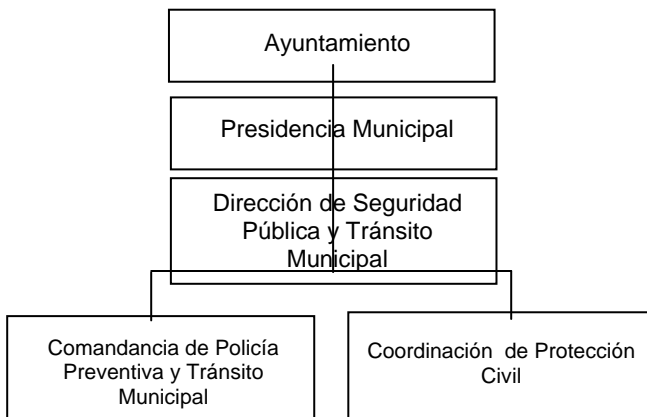 Ayuntamiento
Presidencia Municipal
Dirección de Seguridad
Pública y Tránsito
Municipal
Comandancia de Policía
Preventiva y Tránsito
Municipal
Coordinación de Protección
Civil